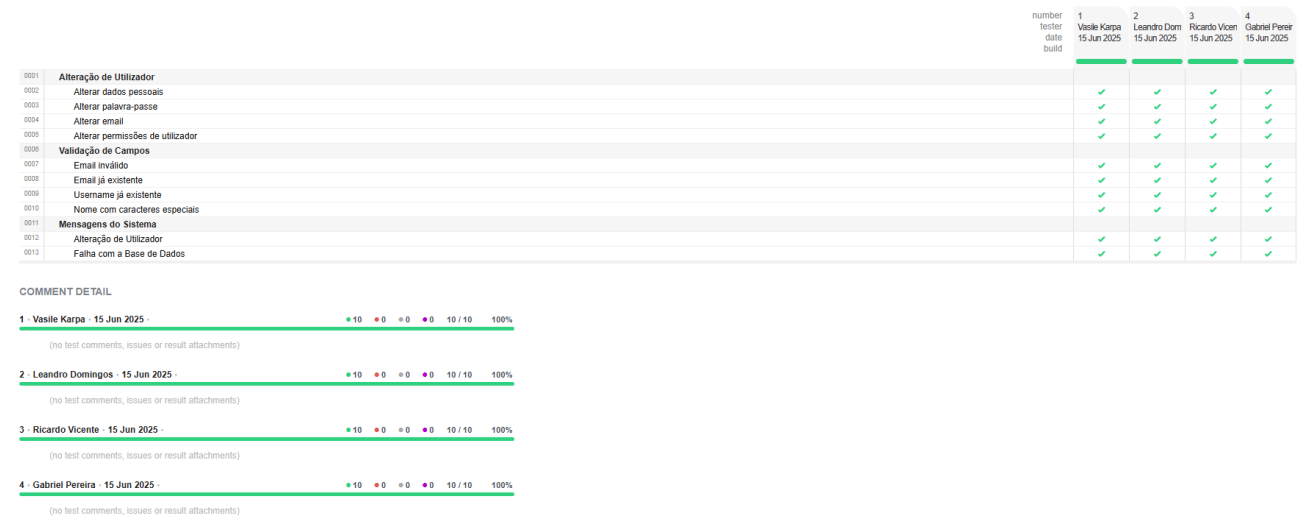 number 1 2 3 4
tester Vasile Karpa Leandro Dom Ricardo Vicen Gabriel Pereir
date 15 Jun 2025 15 Jun 2025 15 Jun 2025 15 Jun 2025
build
0001 Alteração de Utilizador
0002 Alterar dados pessoais
0003 Alterar palavra-passe
0004 Alterar email
0005 Alterar permissões de utilizador
0006 Validação de Campos
0007 Email inválido
0008 Email já existente
0009 Username já existente
0010 Nome com caracteres especiais
0011 Mensagens do Sistema
0012 Alteração de Utilizador
0013 Falha com a Base de Dados
COMMENT DETAIL
1 - Vasile Karpa - 15 Jun 2025 - 10 0 0 0 10 / 10 100%
(no test comments, issues or result attachments)
2 - Leandro Domingos - 15 Jun 2025 - 10 0 0 0 10 / 10 100%
(no test comments, issues or result attachments)
3 - Ricardo Vicente - 15 Jun 2025 - 10 0 0 0 10 / 10 100%
(no test comments, issues or result attachments)
4 - Gabriel Pereira - 15 Jun 2025 - 10 0 0 0 10 / 10 100%
(no test comments, issues or result attachments)